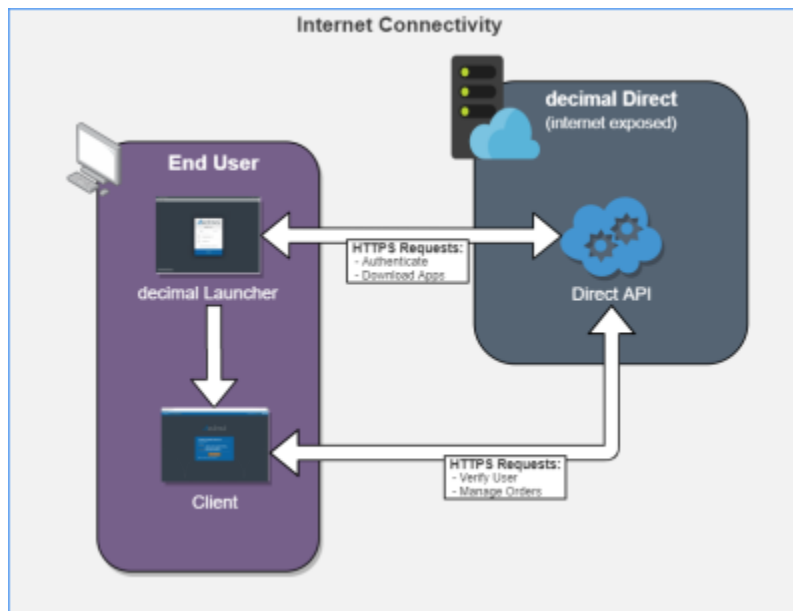 Internet Connectivity
decimal Direct
(internet exposed)
End User
HTTPS Requests:
- Authenticate
- Download Apps
decimal Launcher
Direct API
HTTPS Requests:
- Verify User
- Manage Orders
Client